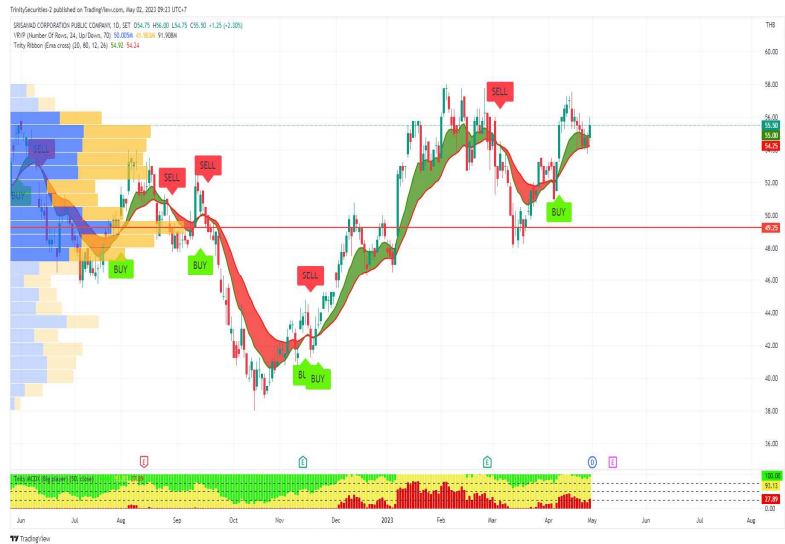 TrinitySecurities-2 published on TradingView.com, May 02, 2023 09:23 UTC+7
SRISAWAD CORPORATION PUBLIC COMPANY, 1D, SET O54.75 H56.00 L54.75 C55.50 +1.25 (+2.30%)
VRVP (Number Of Rows, 24, Up/Down, 70) 50.005M 41.903M 91.908M
Tnity Ribbon (Ema cross) (20, 80, 12, 26) 54.92 54.24
THB
60.00
58.00
SELL
56.00
55.50
55.00
54.25
SELL
SELL
SELL
52.00
BUY
BUY
50.00
49.25
BUY
BUY
48.00
46.00
SELL
44.00
42.00
BUY
40.00
38.00
36.00
E
E
E
D
E
Tnity MCDX (Big player) (50, close)
100.00
93.13
27.89
0.00
Jun Jul Aug Sep Oct Nov Dec 2023 Feb Mar Apr May Jun Jul Aug
TradingView